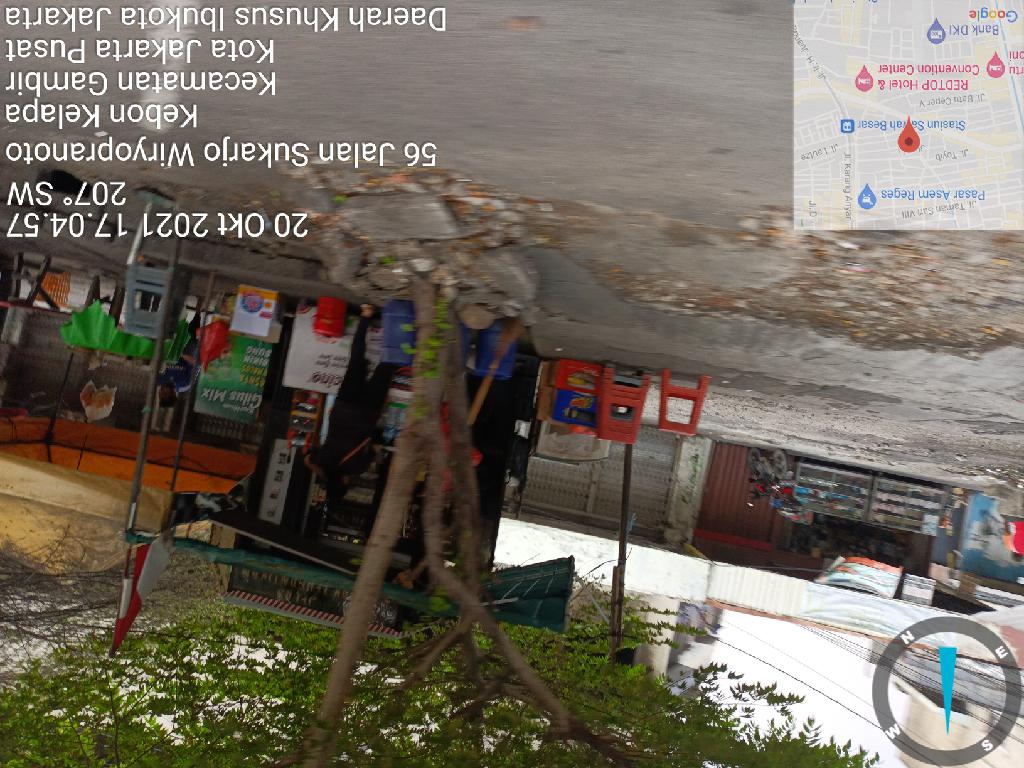 S
W
E
N
Gilus Mix
20 Okt 2021 17.04.57
207° SW
56 Jalan Sukarjo Wiryopranoto
Kebon Kelapa
Kecamatan Gambir
Kota Jakarta Pusat
Daerah Khusus Ibukota Jakarta
Jl. Taman Sari VIII
Pasar Asem Reges
Jl. Karang Anyar
Jl. Tayib
Jl. Lautze
Stasiun Sawah Besar
Jl. Batu Ceper V
REDTOP Hotel &
Convention Center
Bank DKI
Google